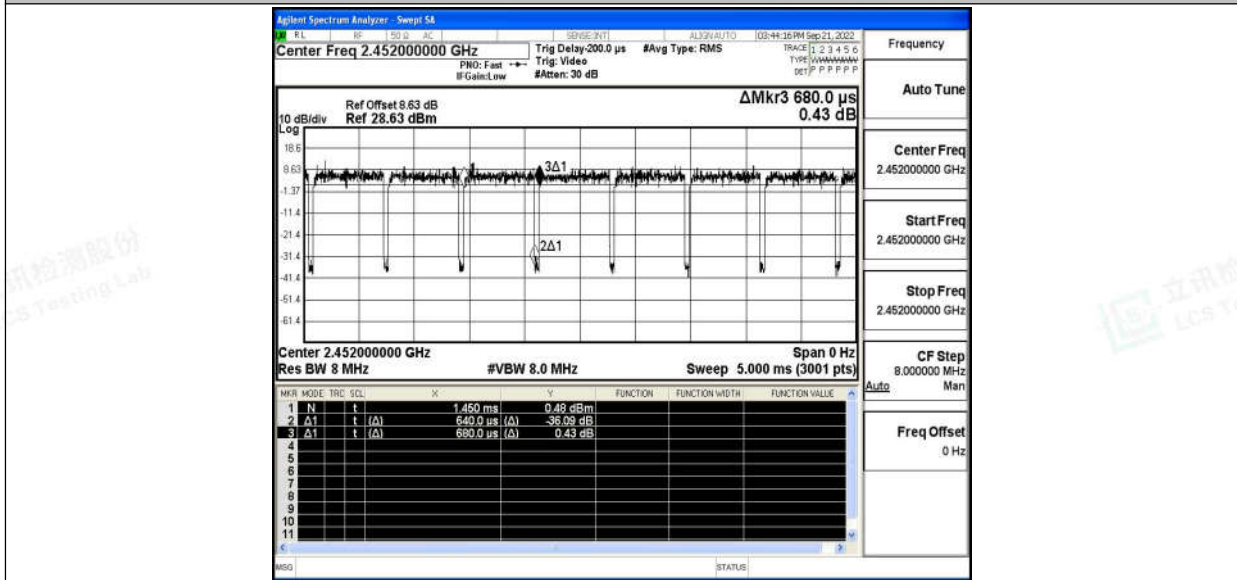 Agilent Spectrum Analyzer - Swept SA
RL RF 50 Ω AC SENSE:INT ALIGN AUTO 03:44:16 PM Sep 21, 2022
Center Freq 2.452000000 GHz
PNO: Fast
IFGain:Low
Trig Delay-200.0 µs
Trig: Video
#Atten: 30 dB
#Avg Type: RMS
TRACE 1 2 3 4 5 6
TYPE
DET P P P P P P
Frequency
Auto Tune
ΔMkr3 680.0 µs
0.43 dB
Ref Offset 8.63 dB
10 dB/div Ref 28.63 dBm
Log
18.6
8.63
-1.37
-11.4
-21.4
-31.4
-41.4
-51.4
-61.4
1
3Δ1
2Δ1
Center Freq
2.452000000 GHz
Start Freq
2.452000000 GHz
Stop Freq
2.452000000 GHz
CF Step
8.000000 MHz
Auto Man
Freq Offset
0 Hz
Center 2.452000000 GHz Span 0 Hz
Res BW 8 MHz #VBW 8.0 MHz Sweep 5.000 ms (3001 pts)
MKR MODE TRC SCL X Y FUNCTION FUNCTION WIDTH FUNCTION VALUE
1 N t 1.450 ms 0.48 dBm
2 Δ1 t (Δ) 640.0 µs (Δ) -36.09 dB
3 Δ1 t (Δ) 680.0 µs (Δ) 0.43 dB
4
5
6
7
8
9
10
11
MSG STATUS
立讯检测股份
LCS Testing Lab